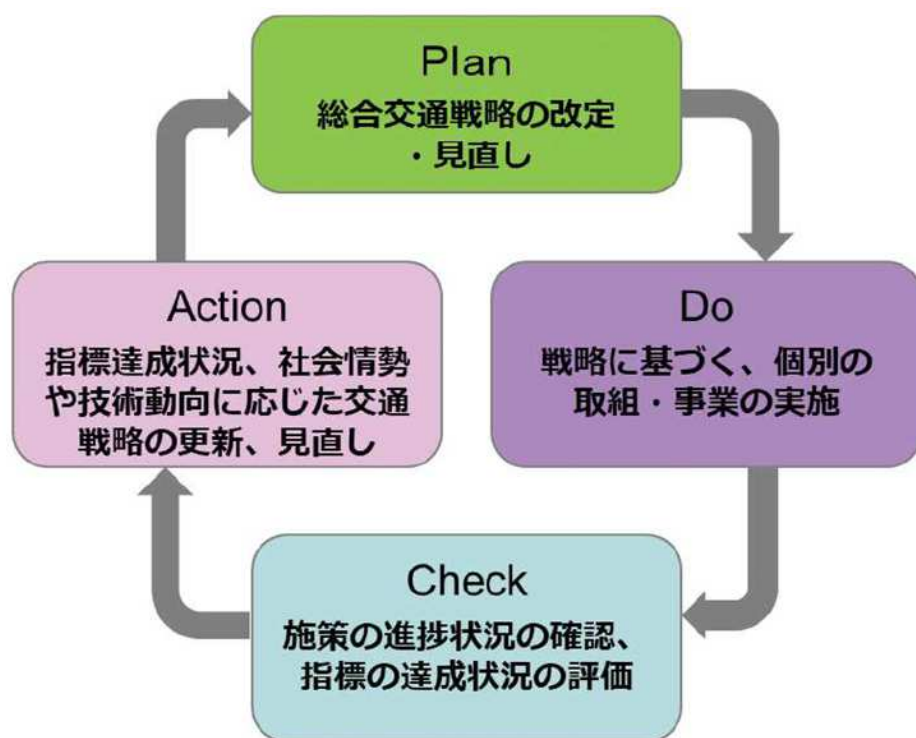 Plan
総合交通戦略の改定
・見直し
Do
戦略に基づく、個別の
取組・事業の実施
Check
施策の進捗状況の確認、
指標の達成状況の評価
Action
指標達成状況、社会情勢
や技術動向に応じた交通
戦略の更新、見直し